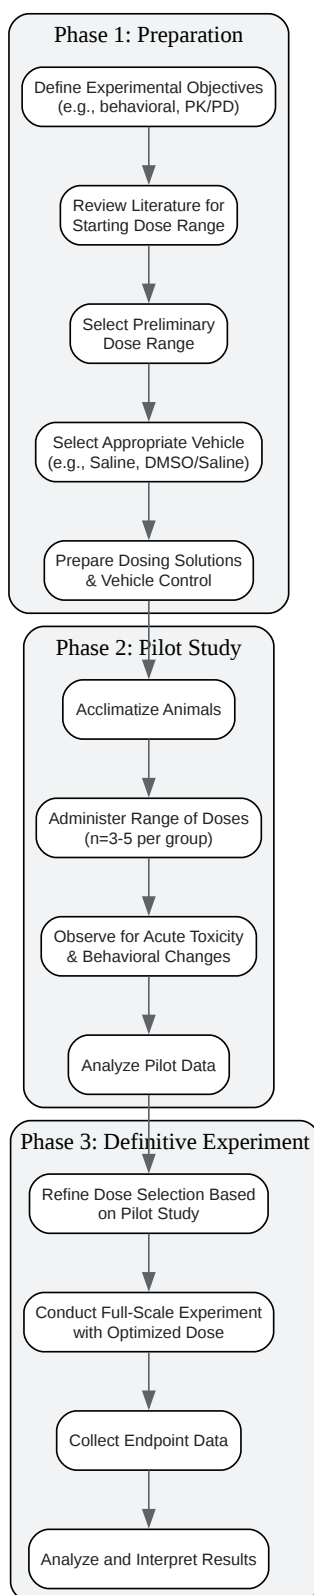 Phase 1: Preparation
Define Experimental Objectives
(e.g., behavioral, PK/PD)
Review Literature for
Starting Dose Range
Select Preliminary
Dose Range
Select Appropriate Vehicle
(e.g., Saline, DMSO/Saline)
Prepare Dosing Solutions
& Vehicle Control
Phase 2: Pilot Study
Acclimatize Animals
Administer Range of Doses
(n=3-5 per group)
Observe for Acute Toxicity
& Behavioral Changes
Analyze Pilot Data
Phase 3: Definitive Experiment
Refine Dose Selection Based
on Pilot Study
Conduct Full-Scale Experiment
with Optimized Dose
Collect Endpoint Data
Analyze and Interpret Results